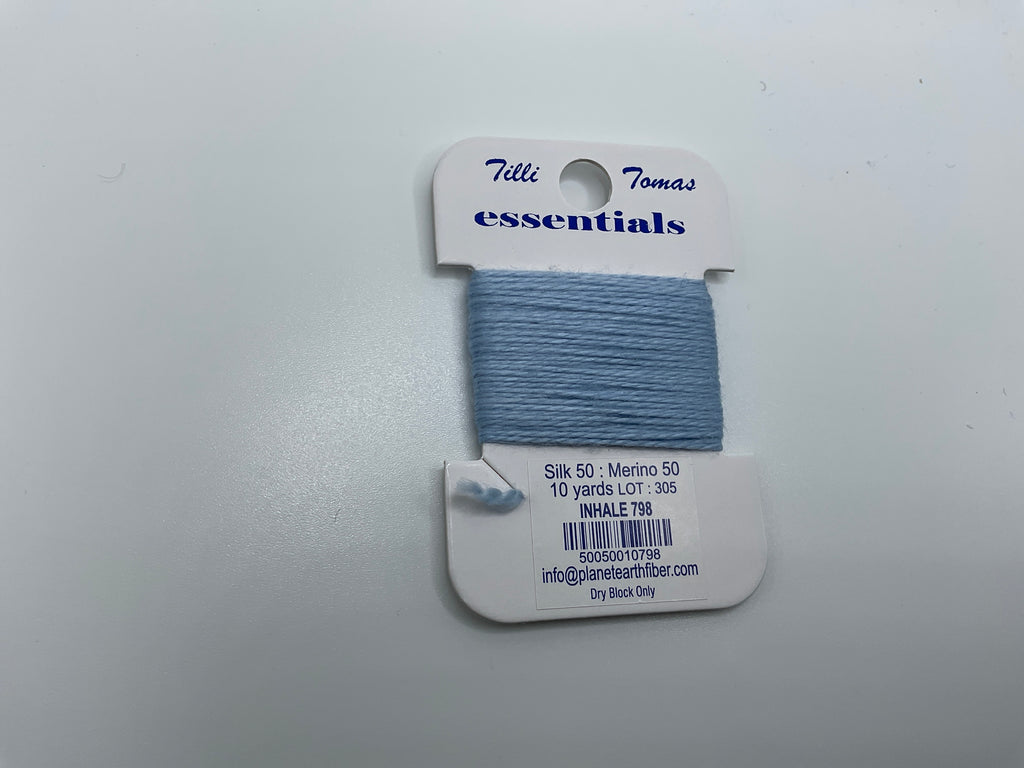 Tilli Tomas
essentials
Silk 50 : Merino 50
10 yards LOT : 305
INHALE 798
50050010798
info@planetearthfiber.com
Dry Block Only